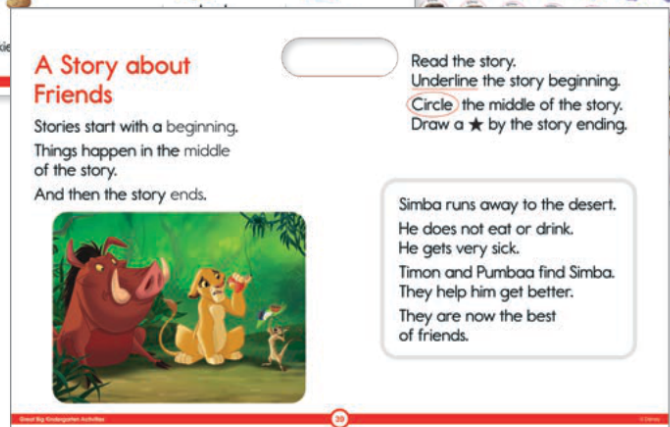 A Story about
Friends
Stories start with a beginning.
Things happen in the middle
of the story.
And then the story ends.
Read the story.
Underline the story beginning.
Circle the middle of the story.
Draw a ★ by the story ending.
Simba runs away to the desert.
He does not eat or drink.
He gets very sick.
Timon and Pumbaa find Simba.
They help him get better.
They are now the best
of friends.
Great Big Kindergarten Activities
39
© Disney